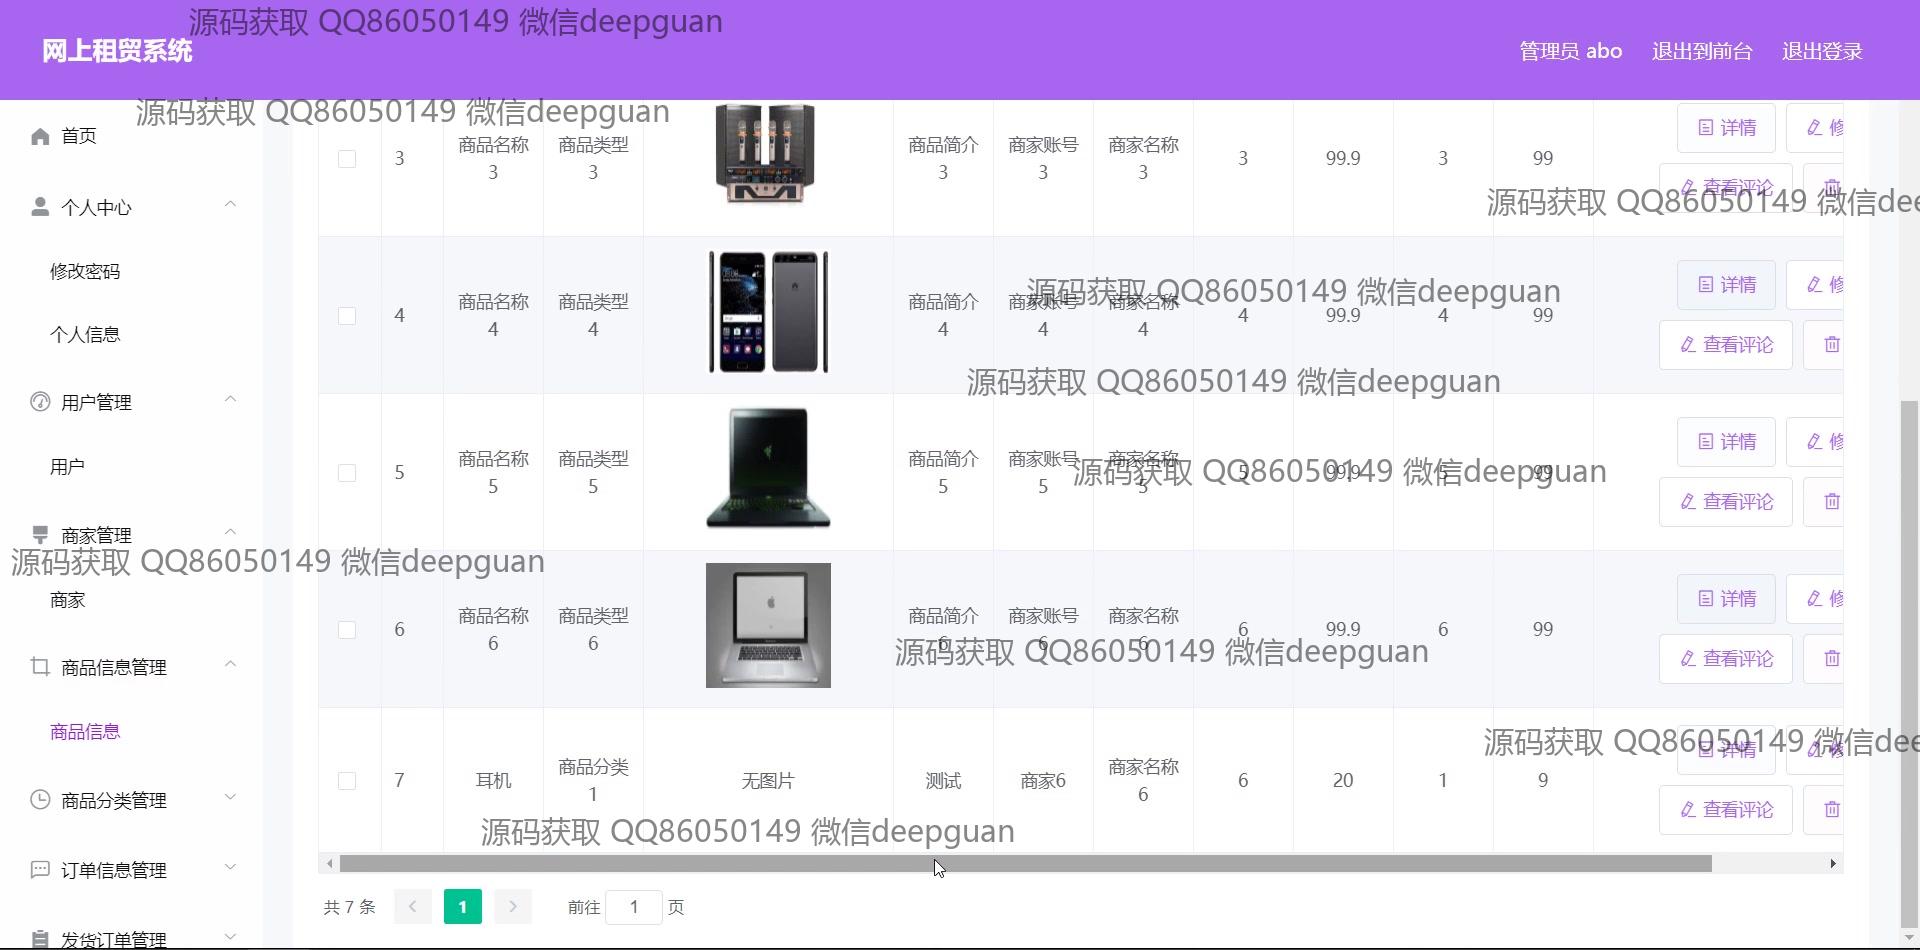 源码获取 QQ86050149 微信deepguan
网上租贸系统
管理员 abo 退出到前台 退出登录
源码获取 QQ86050149 微信deepguan
首页
个人中心
修改密码
个人信息
用户管理
用户
商家管理
源码获取 QQ86050149 微信deepguan
商家
商品信息管理
商品信息
商品分类管理
订单信息管理
发货订单管理
3 商品名称3 商品类型3 商品简介3 商家账号3 商家名称3 3 99.9 3 99 详情 修
查看评论
源码获取 QQ86050149 微信dee
4 商品名称4 商品类型4 商品简介4 商家账号4 商家名称4 4 99.9 4 99 详情 修
源码获取 QQ86050149 微信deepguan
查看评论
源码获取 QQ86050149 微信deepguan
5 商品名称5 商品类型5 商品简介5 商家账号5 商家名称5 5 99.9 5 99 详情 修
源码获取 QQ86050149 微信deepguan
查看评论
6 商品名称6 商品类型6 商品简介6 商家账号6 商家名称6 6 99.9 6 99 详情 修
源码获取 QQ86050149 微信deepguan
查看评论
7 耳机 商品分类1 无图片 测试 商家6 商家名称6 6 20 1 9 详情 修
源码获取 QQ86050149 微信dee
查看评论
源码获取 QQ86050149 微信deepguan
共 7 条 1 前往 1 页